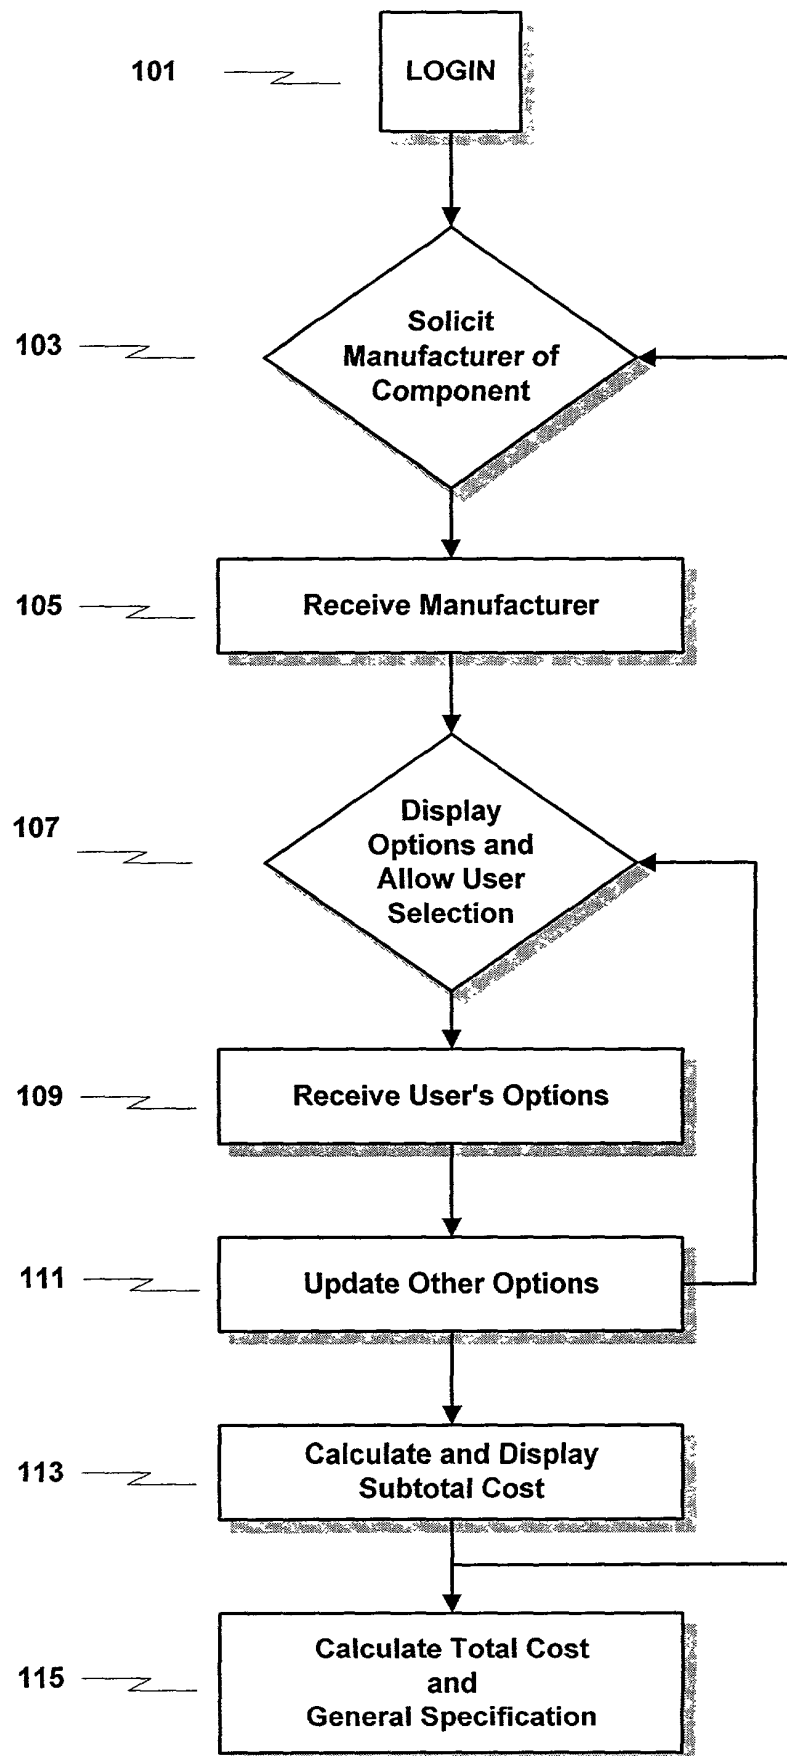 101
LOGIN
103
Solicit
Manufacturer of
Component
105
Receive Manufacturer
107
Display
Options and
Allow User
Selection
109
Receive User's Options
111
Update Other Options
113
Calculate and Display
Subtotal Cost
115
Calculate Total Cost
and
General Specification